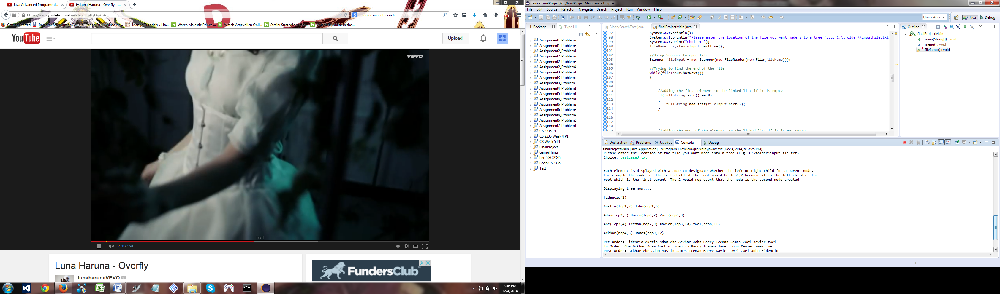 Java Advanced Programmi...
▶ Luna Haruna - Overfly - ...
https://www.youtube.com/watch?v=CpDyF4pkbAs
surace area of a circle
Getting Started
Manga Tutorials » Ho...
Watch Majestic Prince ...
Watch Argevollen Onli...
in the...
YouTube
Upload
vevo
2:08 / 4:26
Luna Haruna - Overfly
lunaharunaVEVO
FundersClub
8:46 PM
12/4/2014
Java - FinalProject/src/finalProjectMain.java - Eclipse
File Edit Source Refactor Navigate Search Project Run Window Help
Quick Access
Java
Debug
Package...
Type Hi...
Assignment1_Problem2
Assignment1_Problem3
Assignment2_Problem1
Assignment2_Problem2
Assignment2_Problem3
Assignment2_Problem4
Assignment3_Problem1
Assignment3_Problem2
Assignment3_Problem3
Assignment4_Problem1
Assignment5_Problem1
Assignment6_Problem1
Assignment6_Problem2
Assignment6_Problem3
Assignment6_Problem4
Assignment6_Problem5
Assignment7_Problem1
CS 2336 P1
CS 2336 Week 4 P1
CS Week 5 P1
FinalProject
GameThing
Lec 5 SC 2336
Lec 6 CS 2336
Test
BinarySearchTree.java
finalProjectMain.java
97 System.out.println();
98 System.out.println("Please enter the location of the file you want made into a tree (E.g. C:\\folder\\inputFile.txt
99 System.out.print("Choice: ");
100 fileName = systemInInput.nextLine();
101
102 //Using Scanner to open file
103 Scanner fileInput = new Scanner(new FileReader(new File(fileName)));
104
105 //Trying to find the end of the file
106 while(fileInput.hasNext())
107 {
108
109
110 //adding the first element to the linked list if it is empty
111 if(fullString.size() == 0)
112 {
113 fullString.addFirst(fileInput.next());
114 }
115
116
117
118
119 //adding the rest of the elements to the linked list if it is not empty
Outline
finalProjectMain
main(String[]) : void
menu() : void
fileInput() : void
Declaration
Problems
@ Javadoc
Console
Debug
finalProjectMain [Java Application] C:\Program Files\Java\jre7\bin\javaw.exe (Dec 4, 2014, 8:37:25 PM)
Please enter the location of the file you want made into a tree (E.g. C:\folder\inputFile.txt)
Choice: testcase3.txt
Each element is displayed with a code to designate whether the left or right child for a parent node.
For example the code for the left child of the root would be lcp1,2 because it is the left child of the
root which is the first parent. The 2 would represent that the node is the second node created.
Displaying tree now....
Fidencio(1)
Austin(lcp1,2) John(rcp1,6)
Adam(lcp2,3) Harry(lcp6,7) Zwei(rcp6,8)
Abe(lcp3,4) Iceman(rcp7,9) Xavier(lcp8,10) zwei(rcp8,11)
Ackbar(rcp4,5) James(rcp9,12)
Pre Order: Fidencio Austin Adam Abe Ackbar John Harry Iceman James Zwei Xavier zwei
In Order: Abe Ackbar Adam Austin Fidencio Harry Iceman James John Xavier Zwei zwei
Post Order: Ackbar Abe Adam Austin James Iceman Harry Xavier zwei Zwei John Fidencio